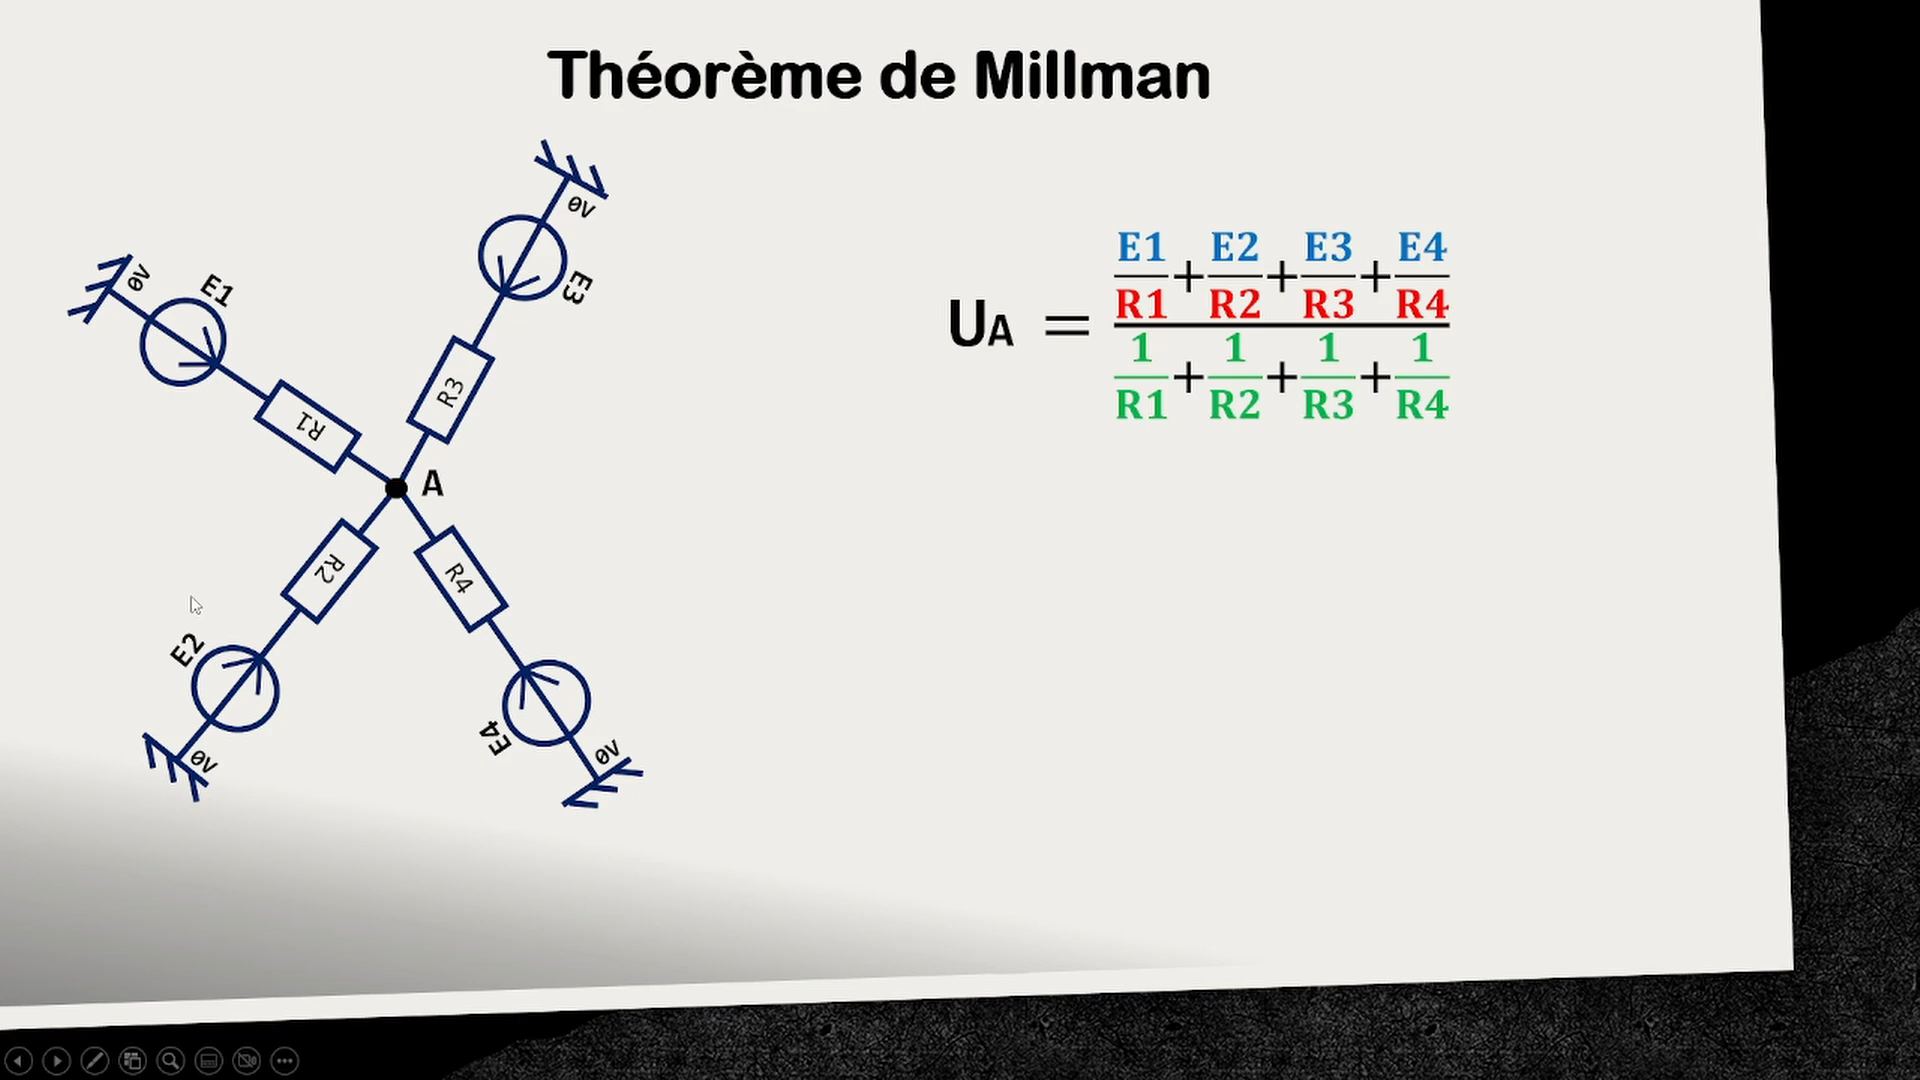 Théorème de Millman
0V
E3
0V
E1
R3
R1
A
R2
R4
E2
E4
0V
0V
UA = E1/R1 + E2/R2 + E3/R3 + E4/R4
1/R1 + 1/R2 + 1/R3 + 1/R4